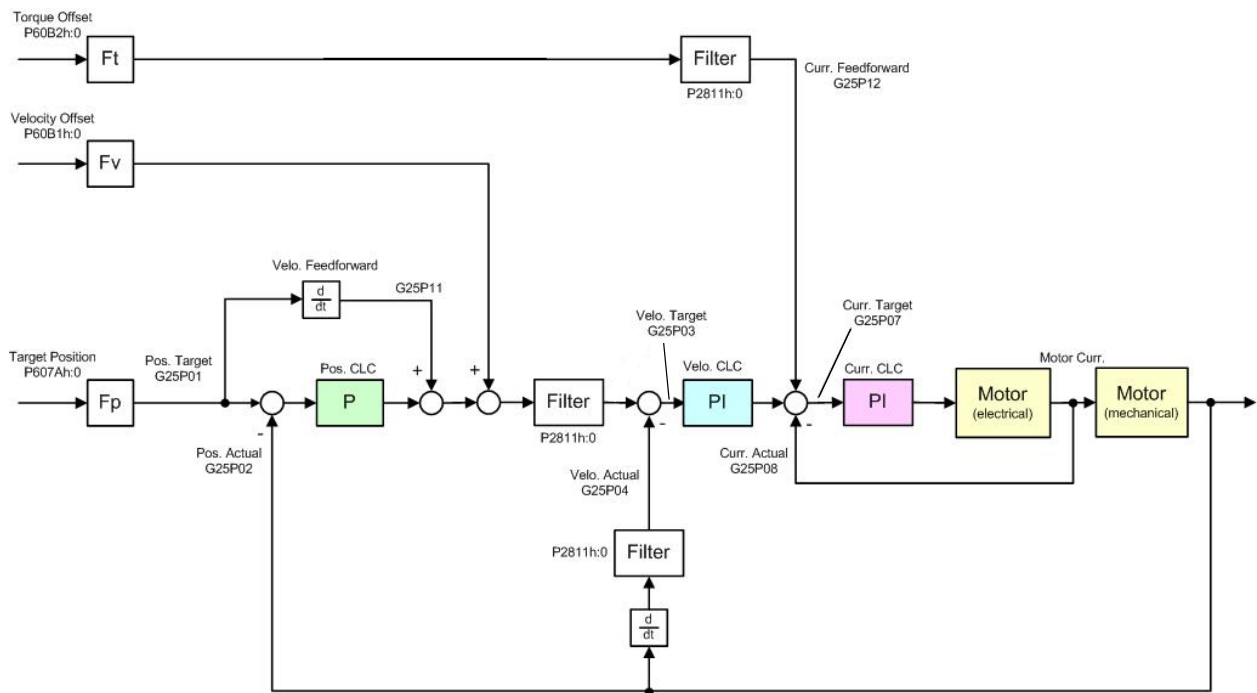 Torque Offset
P60B2h:0
Ft
Filter
P2811h:0
Curr. Feedforward
G25P12
Velocity Offset
P60B1h:0
Fv
Velo. Feedforward
d
dt
G25P11
Target Position
P607Ah:0
Fp
Pos. Target
G25P01
-
Pos. Actual
G25P02
Pos. CLC
P
+
+
Filter
P2811h:0
Velo. Target
G25P03
-
Velo. CLC
PI
Velo. Actual
G25P04
P2811h:0
Filter
d
dt
Curr. Target
G25P07
-
Curr. Actual
G25P08
Curr. CLC
PI
Motor
(electrical)
Motor Curr.
Motor
(mechanical)